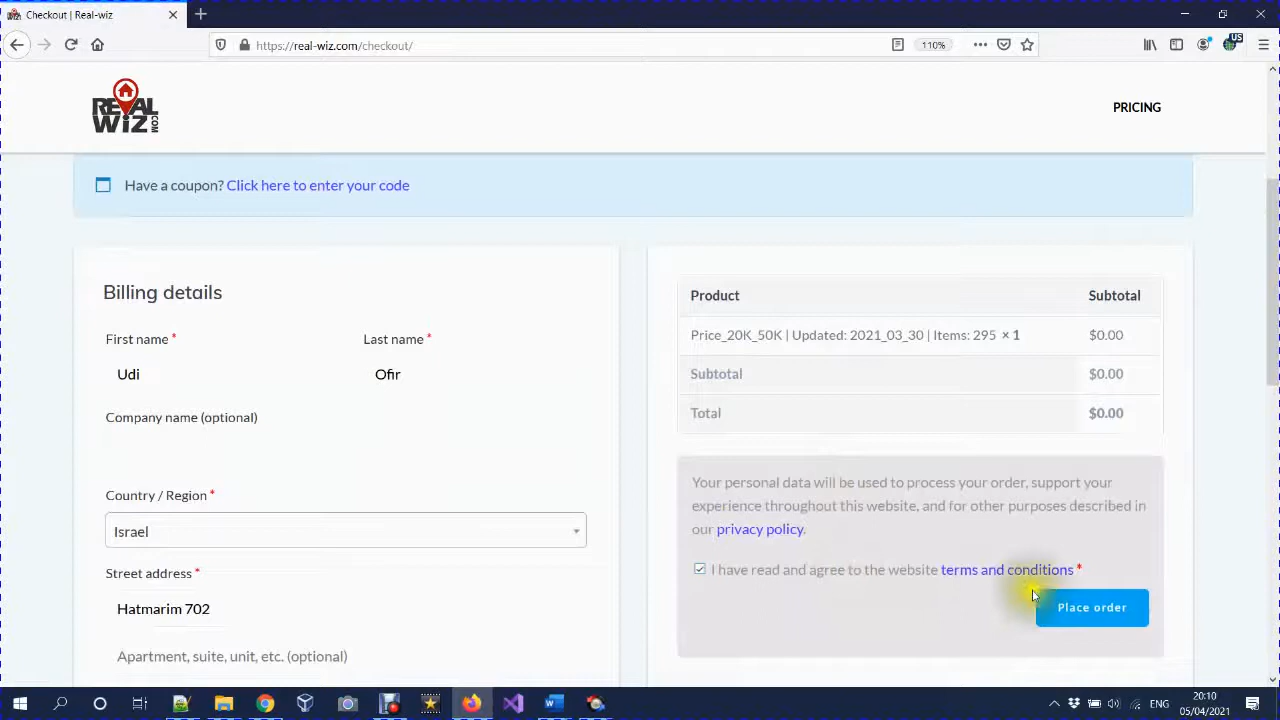 Checkout | Real-wiz
https://real-wiz.com/checkout/
110%
US
REAL
WIZ
.COM
PRICING
Have a coupon? Click here to enter your code
Billing details
First name *
Last name *
Udi
Ofir
Company name (optional)
Country / Region *
Israel
Street address *
Hatmarim 702
Apartment, suite, unit, etc. (optional)
Product Subtotal
Price_20K_50K | Updated: 2021_03_30 | Items: 295 × 1 $0.00
Subtotal $0.00
Total $0.00
Your personal data will be used to process your order, support your
experience throughout this website, and for other purposes described in
our privacy policy.
I have read and agree to the website terms and conditions *
Place order
ENG
20:10
05/04/2021